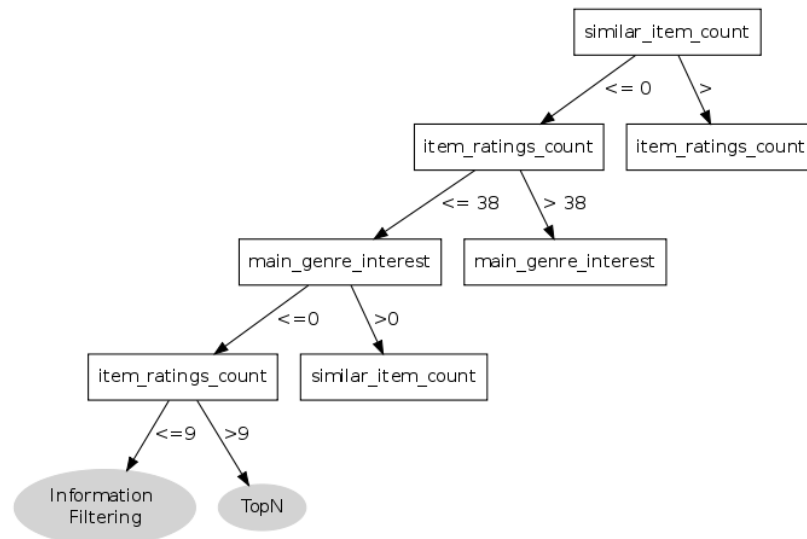 similar_item_count
<= 0
>
item_ratings_count
item_ratings_count
<= 38
> 38
main_genre_interest
main_genre_interest
<=0
>0
item_ratings_count
similar_item_count
<=9
>9
Information
Filtering
TopN